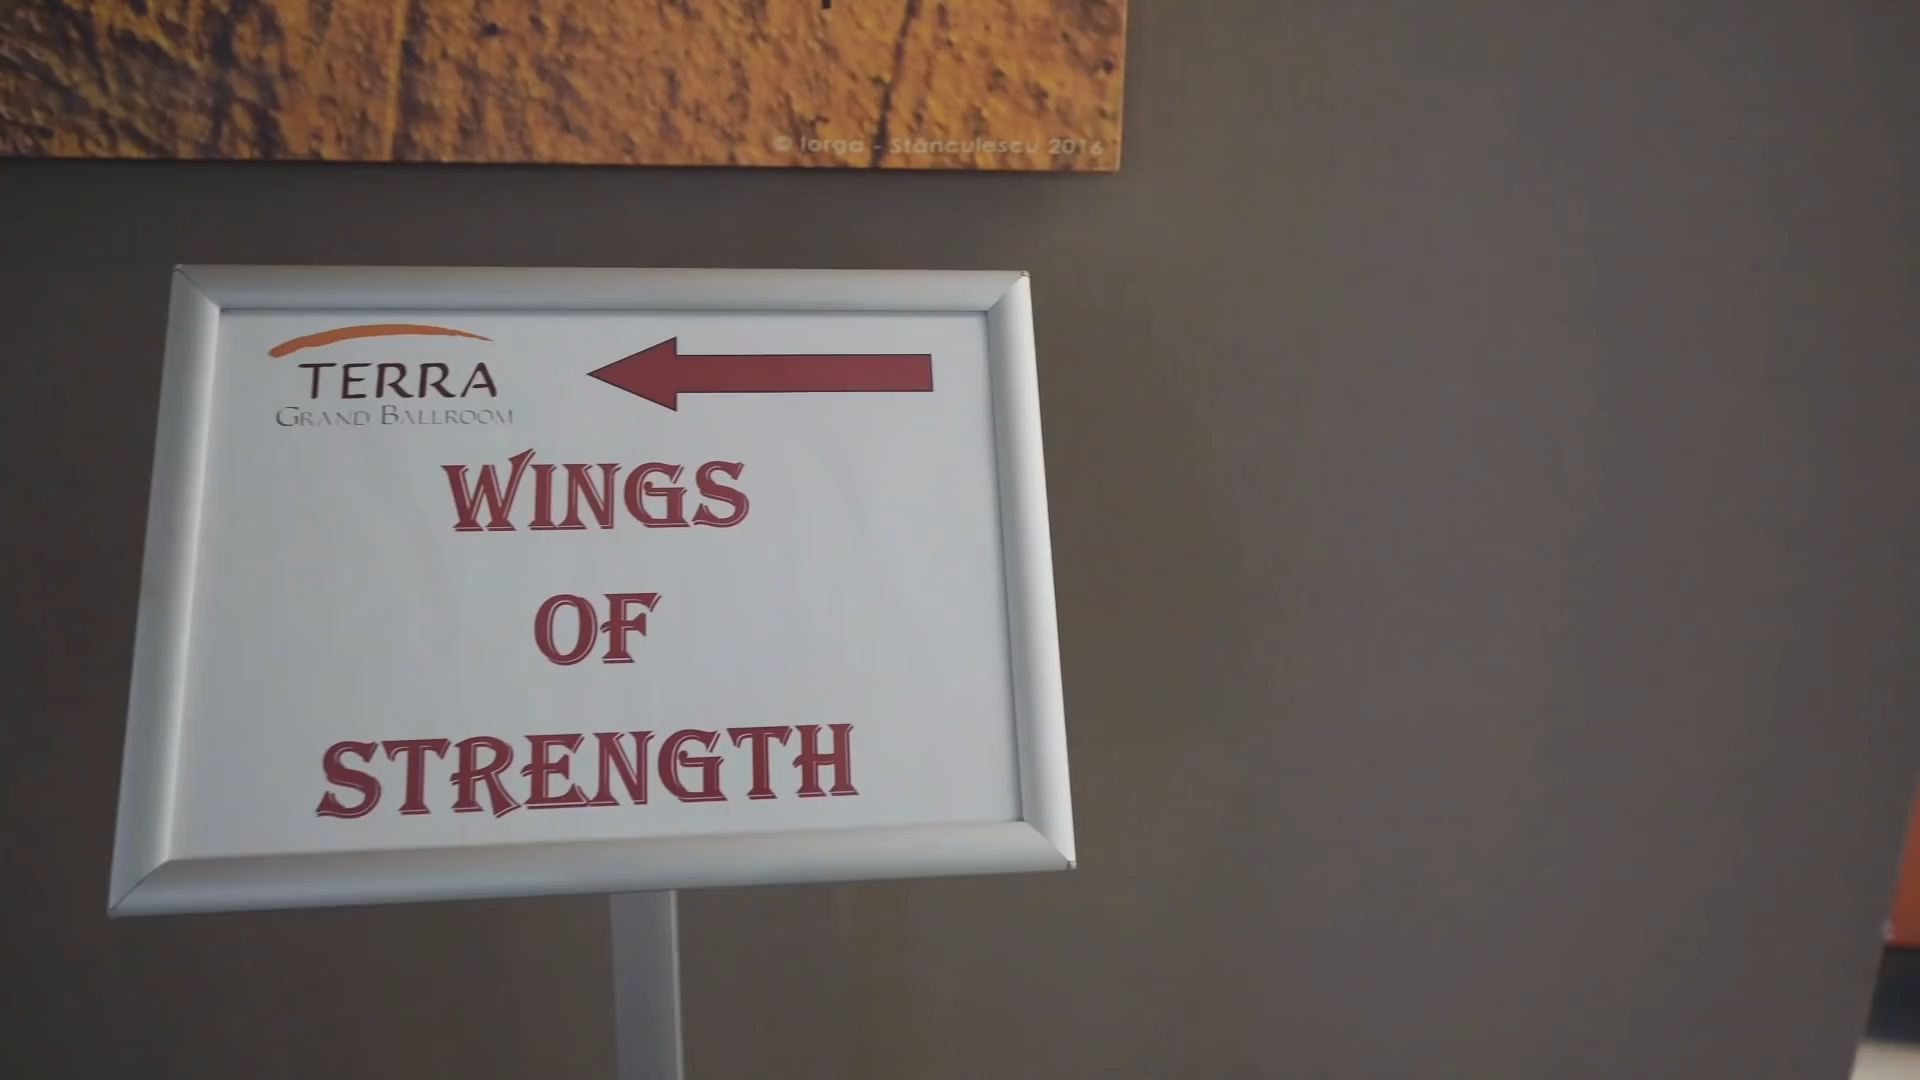 © Iorga - Stănculescu 2016
TERRA
GRAND BALLROOM
WINGS
OF
STRENGTH